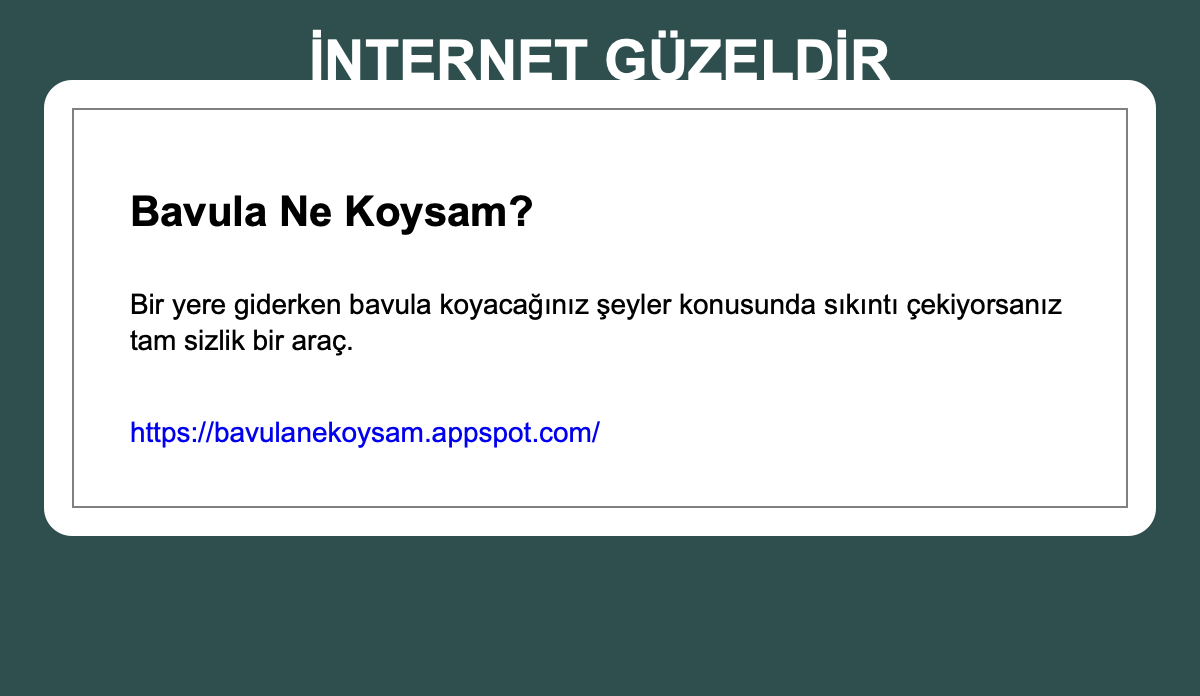 İNTERNET GÜZELDİR
Bavula Ne Koysam?
Bir yere giderken bavula koyacağınız şeyler konusunda sıkıntı çekiyorsanız
tam sizlik bir araç.
https://bavulanekoysam.appspot.com/